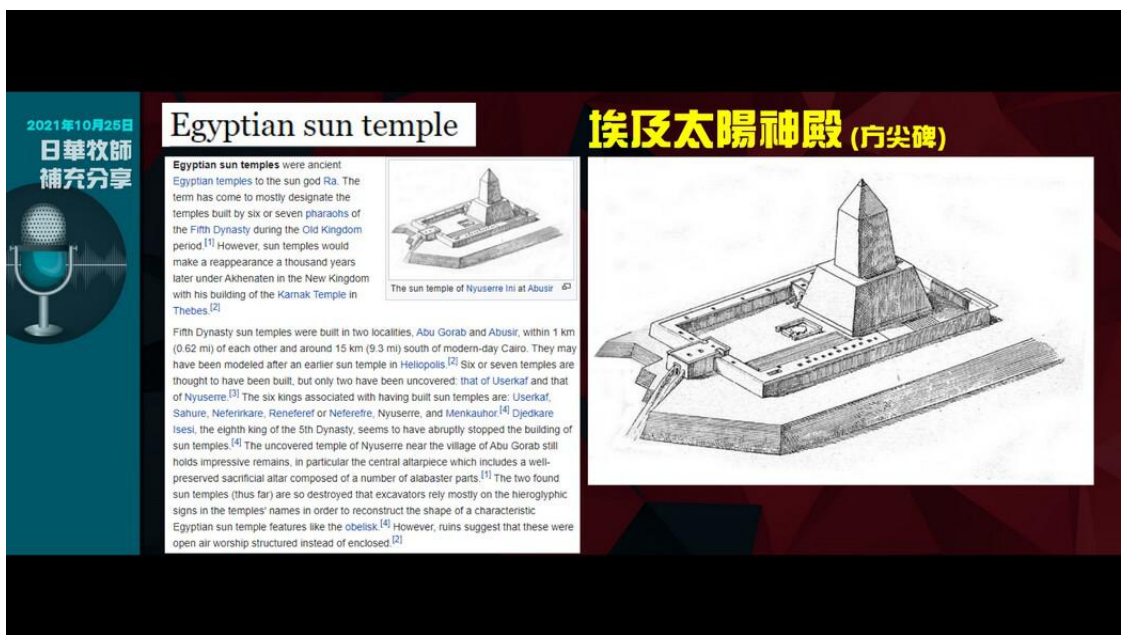 2021年10月25日
日華牧師
補充分享
Egyptian sun temple
Egyptian sun temples were ancient
Egyptian temples to the sun god Ra. The
term has come to mostly designate the
temples built by six or seven pharaohs of
the Fifth Dynasty during the Old Kingdom
period.[1] However, sun temples would
make a reappearance a thousand years
later under Akhenaten in the New Kingdom
with his building of the Karnak Temple in
Thebes.[2]
The sun temple of Nyuserre Ini at Abusir
Fifth Dynasty sun temples were built in two localities, Abu Gorab and Abusir, within 1 km
(0.62 mi) of each other and around 15 km (9.3 mi) south of modern-day Cairo. They may
have been modeled after an earlier sun temple in Heliopolis.[2] Six or seven temples are
thought to have been built, but only two have been uncovered: that of Userkaf and that
of Nyuserre.[3] The six kings associated with having built sun temples are: Userkaf,
Sahure, Neferirkare, Reneferef or Neferefre, Nyuserre, and Menkauhor.[4] Djedkare
Isesi, the eighth king of the 5th Dynasty, seems to have abruptly stopped the building of
sun temples.[4] The uncovered temple of Nyuserre near the village of Abu Gorab still
holds impressive remains, in particular the central altarpiece which includes a well-
preserved sacrificial altar composed of a number of alabaster parts.[1] The two found
sun temples (thus far) are so destroyed that excavators rely mostly on the hieroglyphic
signs in the temples' names in order to reconstruct the shape of a characteristic
Egyptian sun temple features like the obelisk.[4] However, ruins suggest that these were
open air worship structured instead of enclosed.[2]
埃及太陽神殿 (方尖碑)